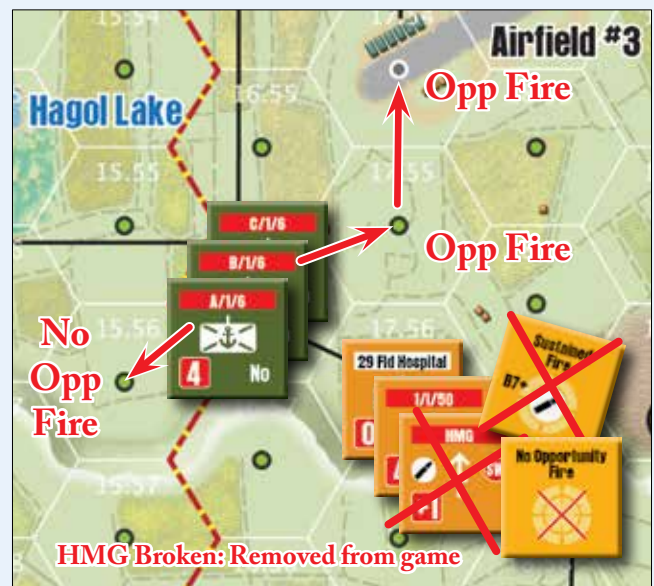 17.54
Airfield #3
16.55
Opp Fire
Hagol Lake
15.55
17.55
C/1/6
B/1/6
Opp Fire
A/1/6
4 No
No
Opp
Fire
15.56
17.56
29 Fld Hospital
Sustained
Fire
B7+
1/1/50
HMG
No Opportunity
Fire
+1
15.57
HMG Broken: Removed from game